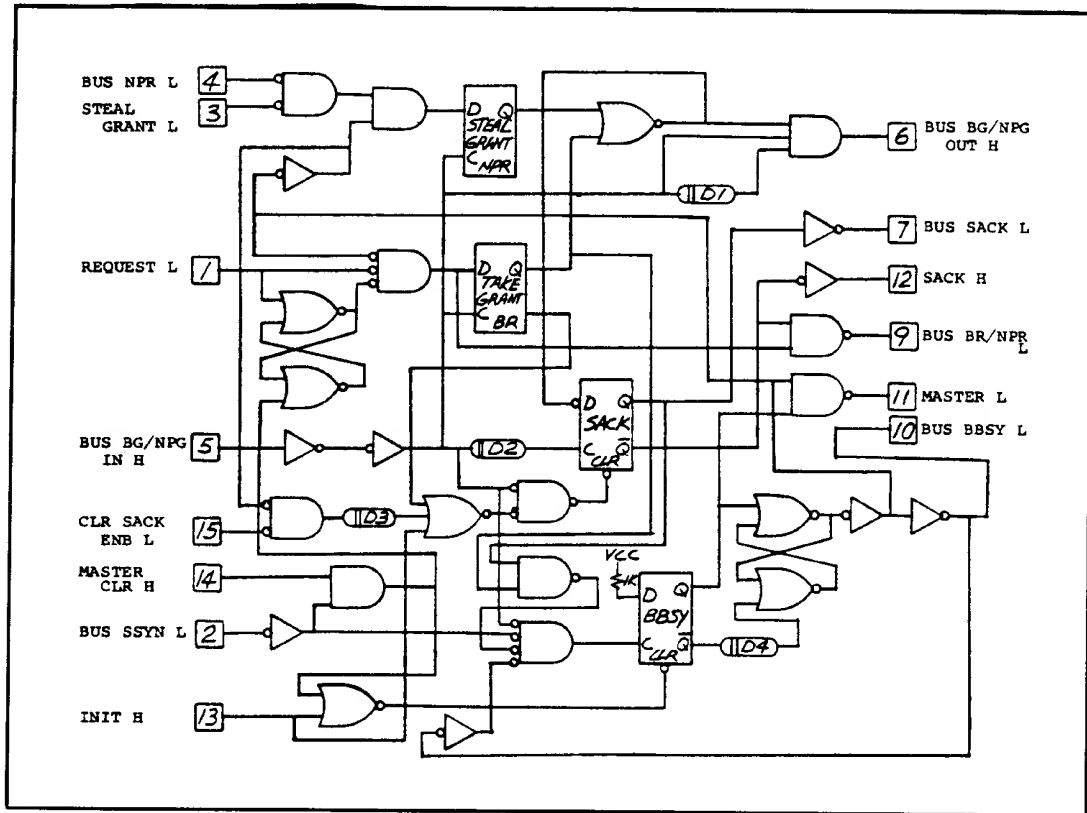 BUS NPR L 4
STEAL
GRANT L 3
D Q
STEAL
GRANT
C NPR
6 BUS BG/NPG
OUT H
D1
7 BUS SACK L
REQUEST L 1
D Q
TAKE
GRANT
C BR
12 SACK H
9 BUS BR/NPR
L
11 MASTER L
10 BUS BBSY L
D Q
SACK
C Q
CLR
BUS BG/NPG 5
IN H
D2
D3
CLR SACK 15
ENB L
MASTER 14
CLR H
VCC
1K
D Q
BBSY
C Q
CLR
D4
BUS SSYN L 2
INIT H 13